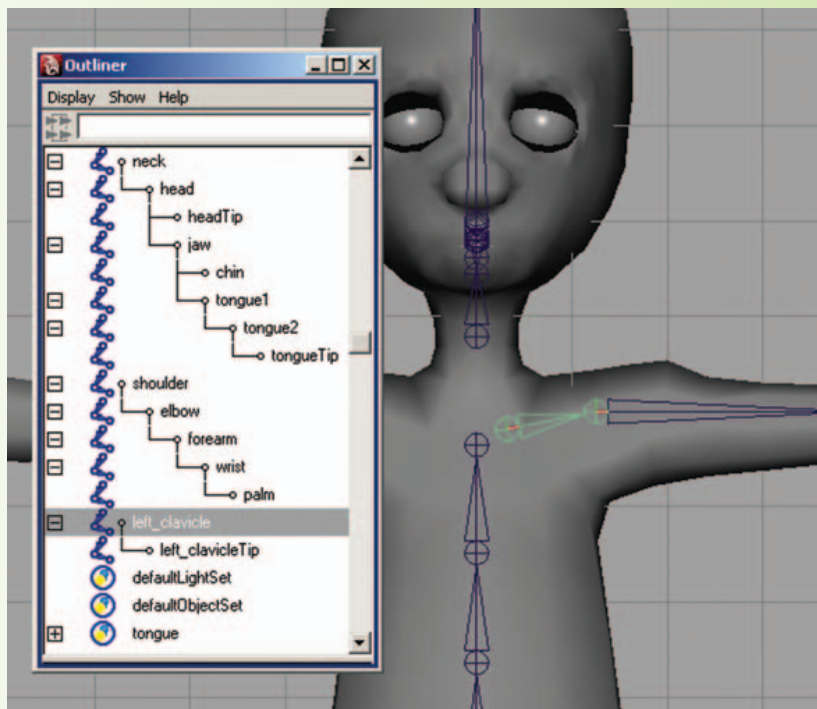 Outliner
Display Show Help
neck
head
headTip
jaw
chin
tongue1
tongue2
tongueTip
shoulder
elbow
forearm
wrist
palm
left_clavicle
left_clavicleTip
defaultLightSet
defaultObjectSet
tongue